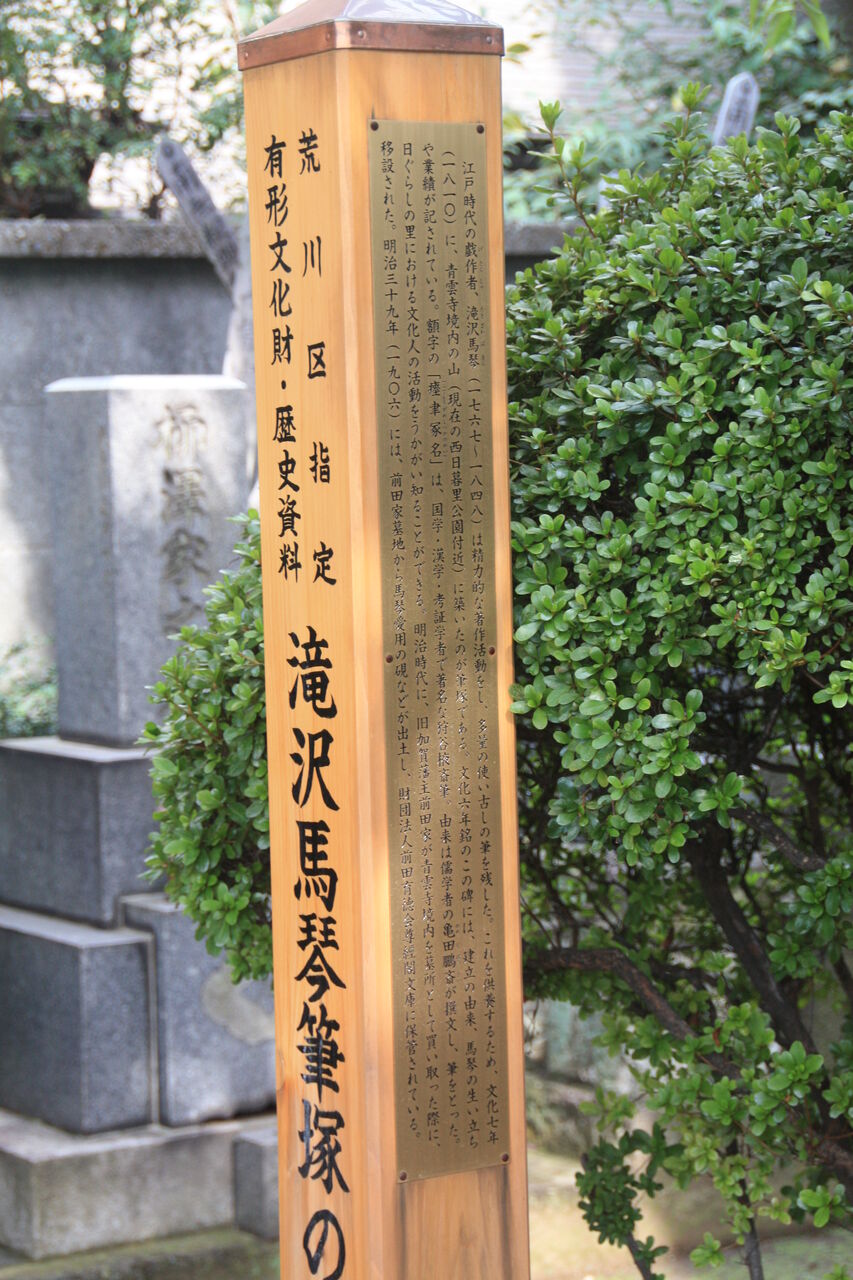 荒川区指定
有形文化財・歴史資料
滝沢馬琴筆塚の
江戸時代の戯作者、滝沢馬琴（一七六七～一八四八）は精力的な著作活動をし、多量の使い古しの筆を残した。これを供養するため、文化七年
（一八一〇）に、青雲寺境内の山（現在の西日暮里公園付近）に築いたのが筆塚である。文化六年銘のこの碑には、建立の由来、馬琴の生い立ち
や業績が記されている。額字の「冢名」は、国学・漢学・考証学者で著名な狩谷棭斎筆。由来は儒学者の亀田鵬斎が撰文し、筆をとった。
日ぐらしの里における文化人の活動をうかがい知ることができる。明治時代に、旧加賀藩主前田家が青雲寺境内を墓所として買い取った際に、
移設された。明治三十九年（一九〇六）には、前田家墓地から馬琴愛用の硯などが出土し、財団法人前田育徳会尊經閣文庫に保管されている。